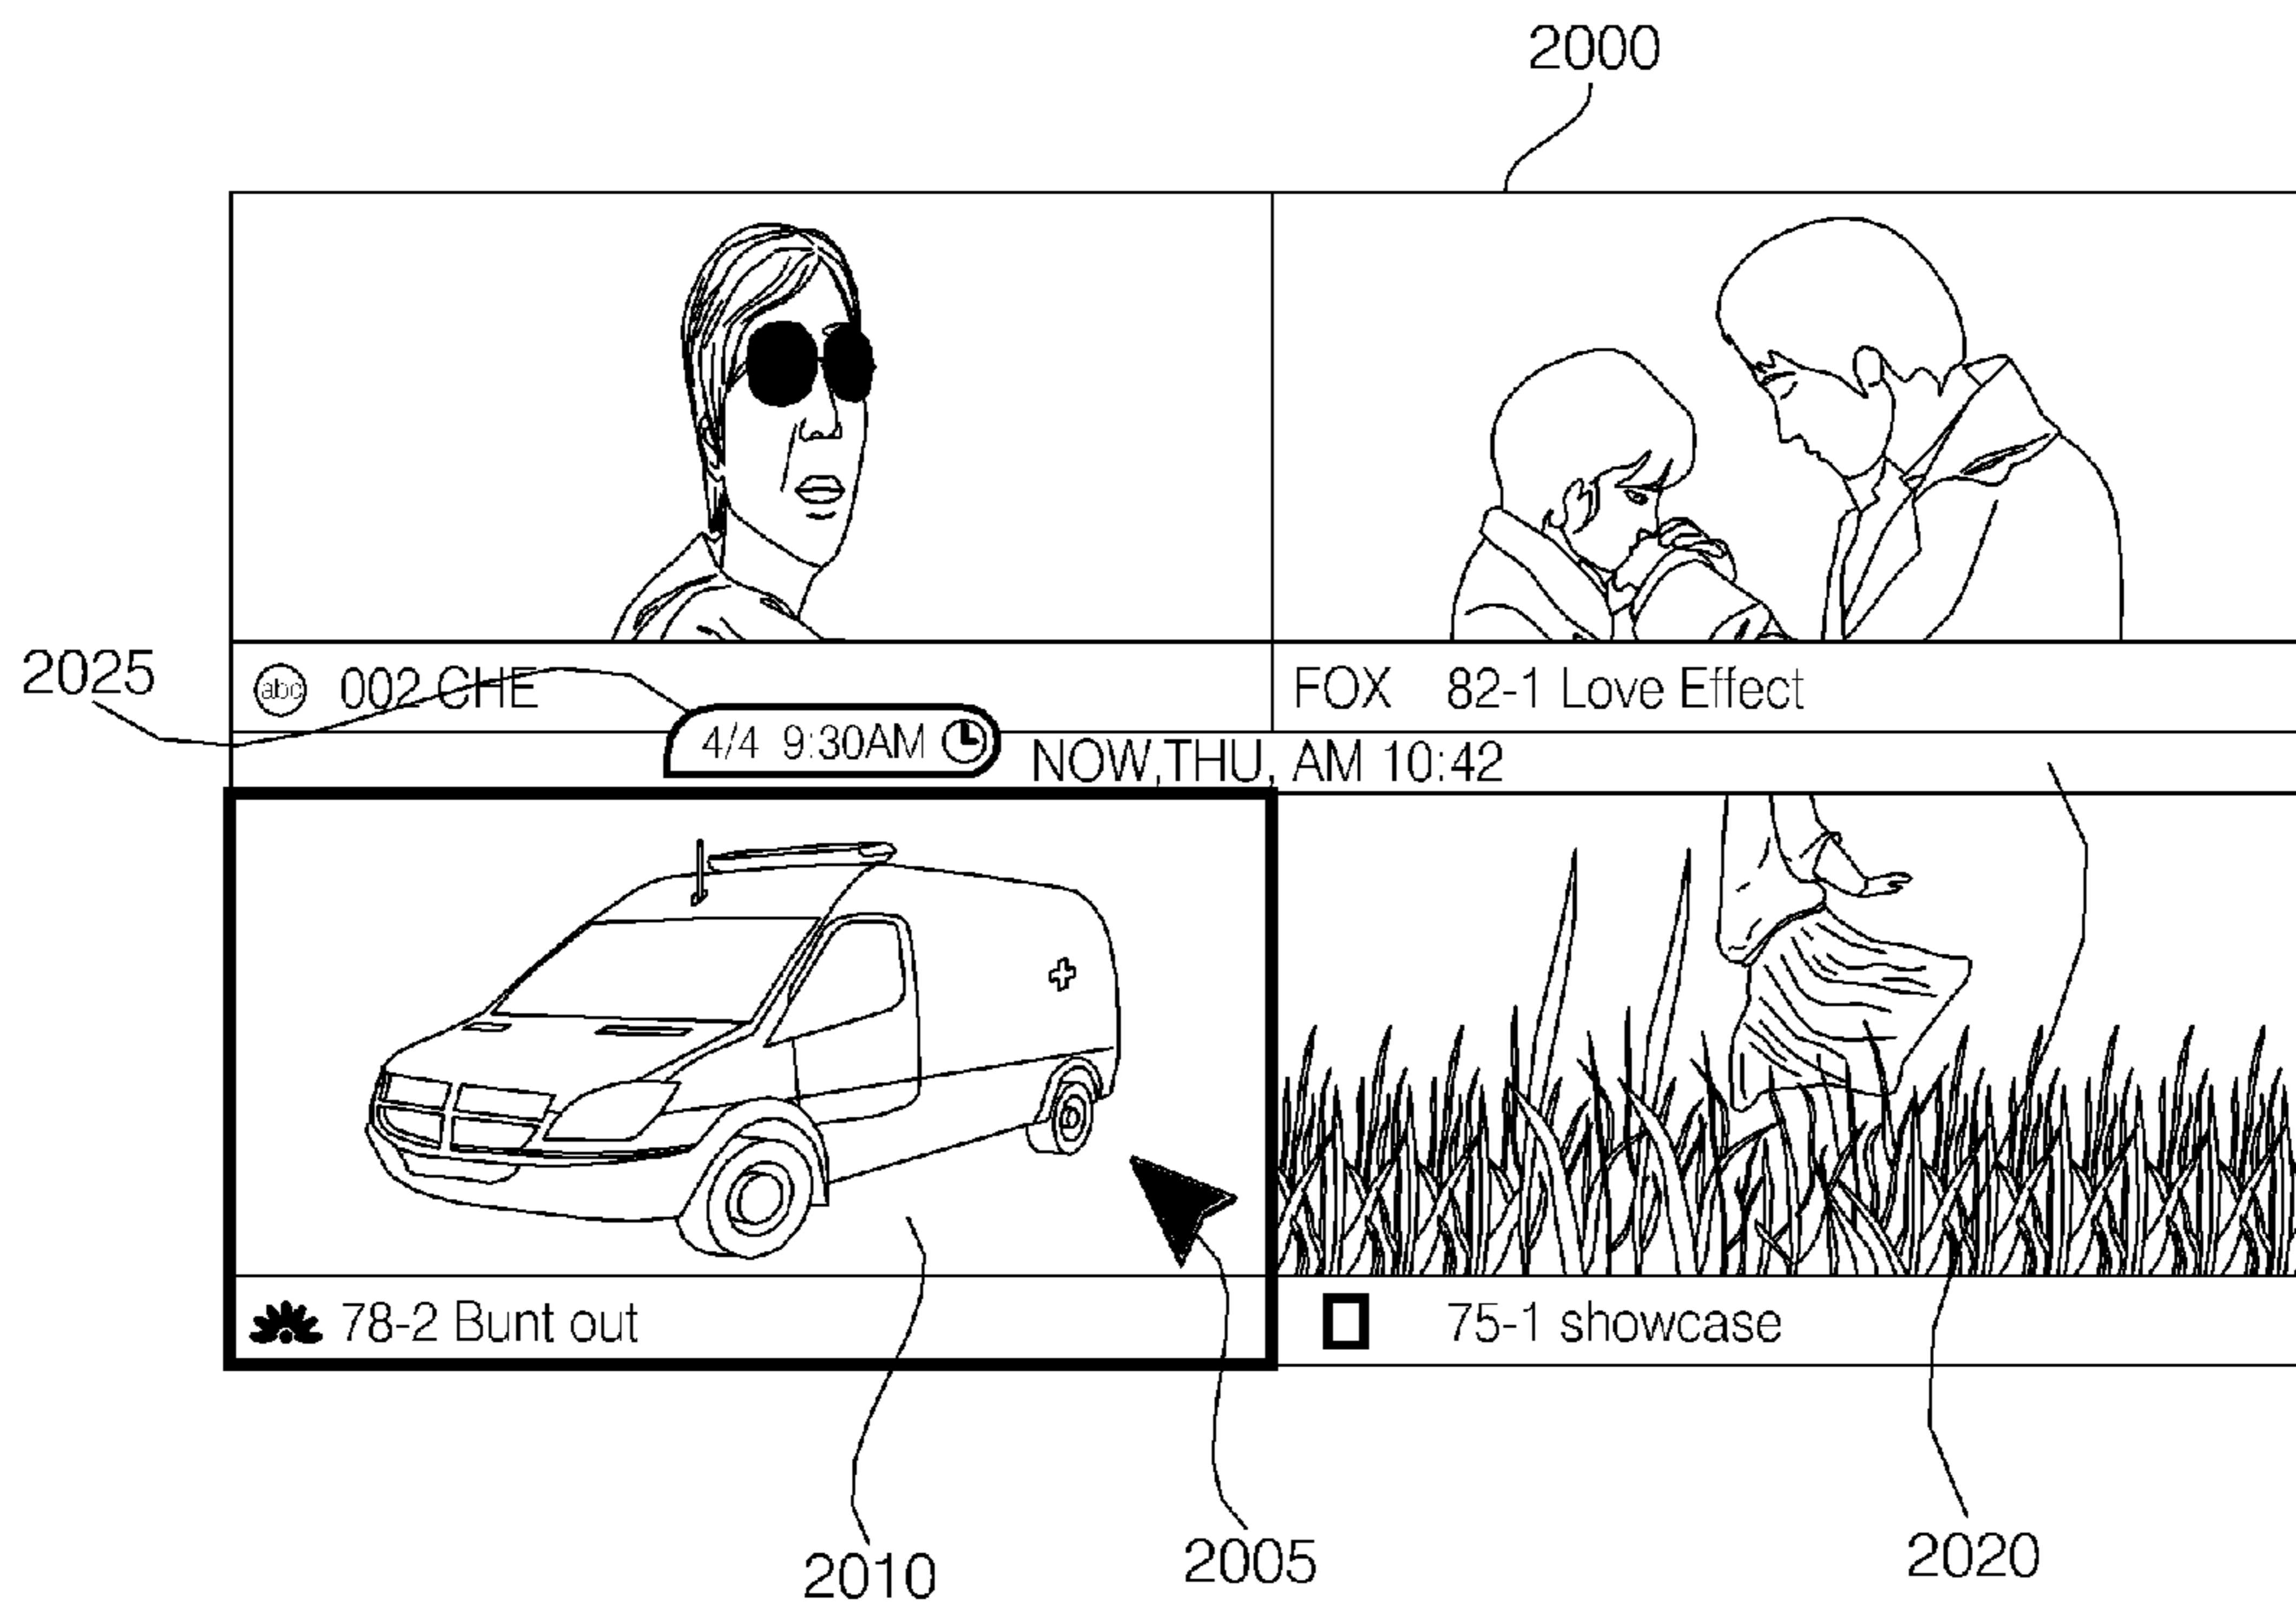 2000
2025
abc 002 CHE
FOX 82-1 Love Effect
4/4 9:30AM
NOW,THU, AM 10:42
78-2 Bunt out
75-1 showcase
2010
2005
2020